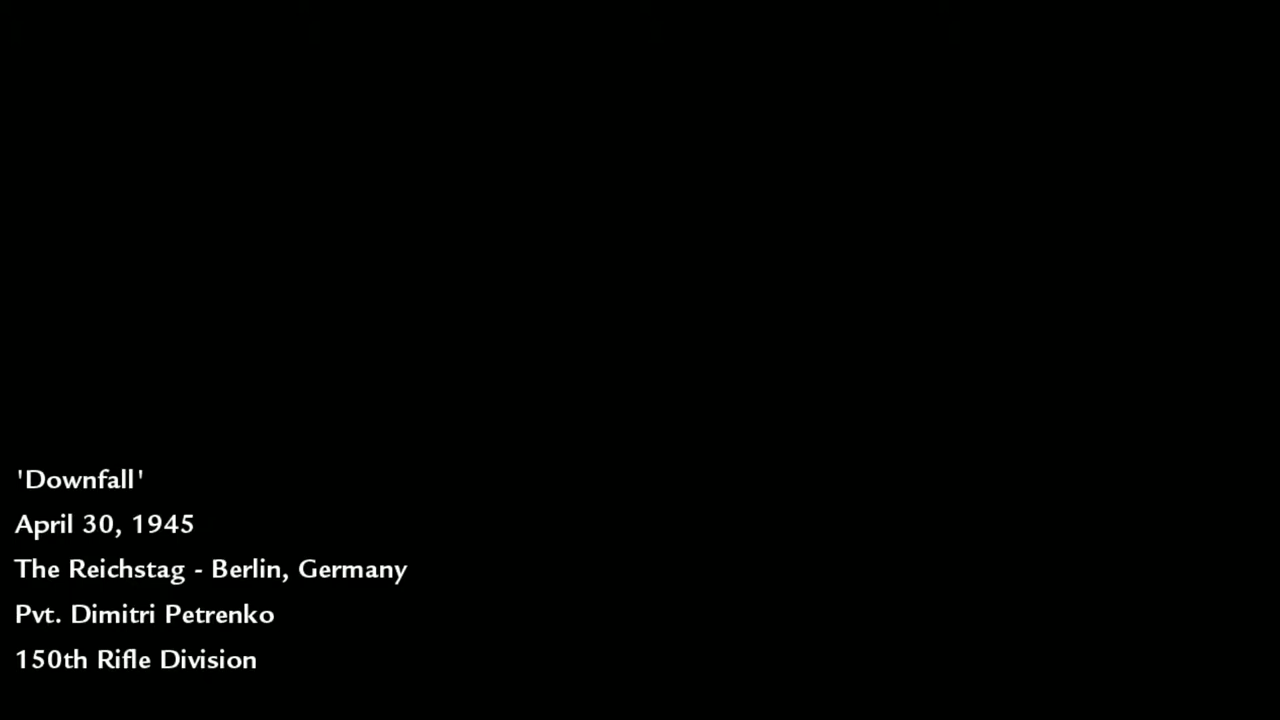 'Downfall'
April 30, 1945
The Reichstag - Berlin, Germany
Pvt. Dimitri Petrenko
150th Rifle Division